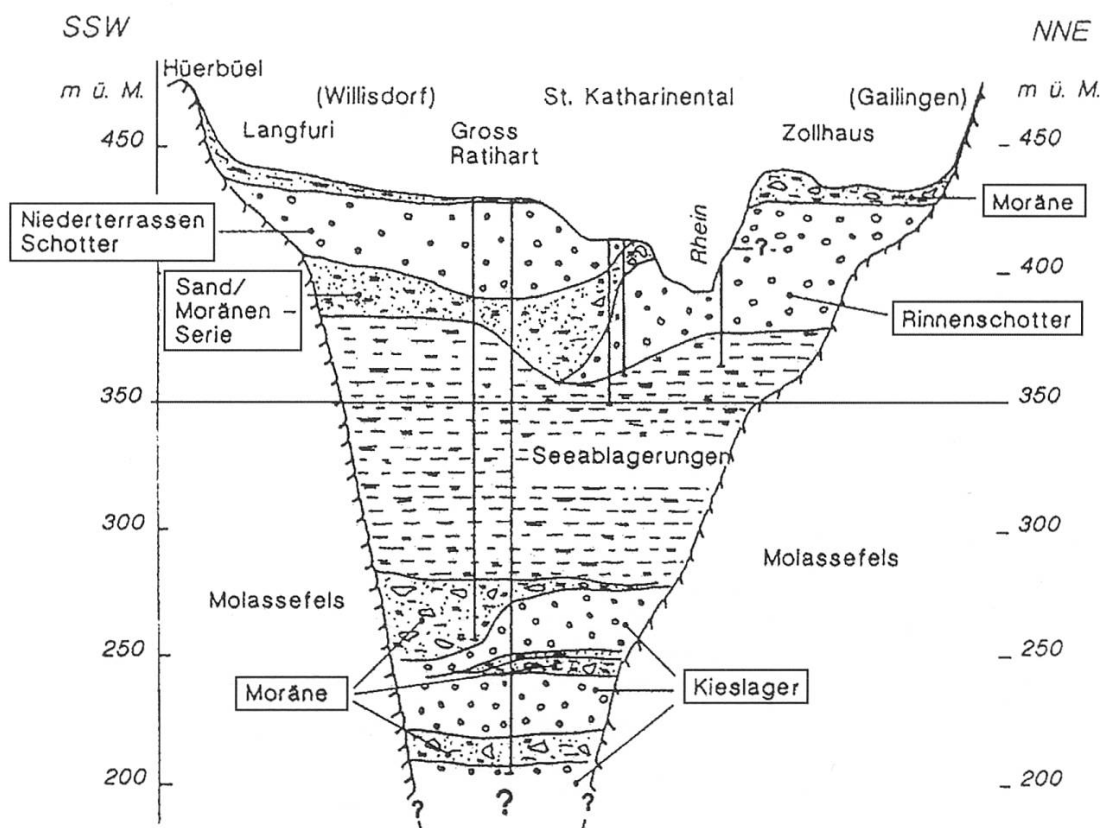 SSW
NNE
Hüerbüel
m ü. M.
(Willisdorf)
St. Katharinental
(Gailingen)
m ü. M.
450
Langfuri
Gross
Ratihart
Zollhaus
450
Niederterrassen
Schotter
Moräne
Rhein
?
400
Sand/
Moränen –
Serie
Rinnenschotter
350
350
Seeablagerungen
300
300
Molassefels
Molassefels
250
250
Moräne
Kieslager
200
200
?
?
?